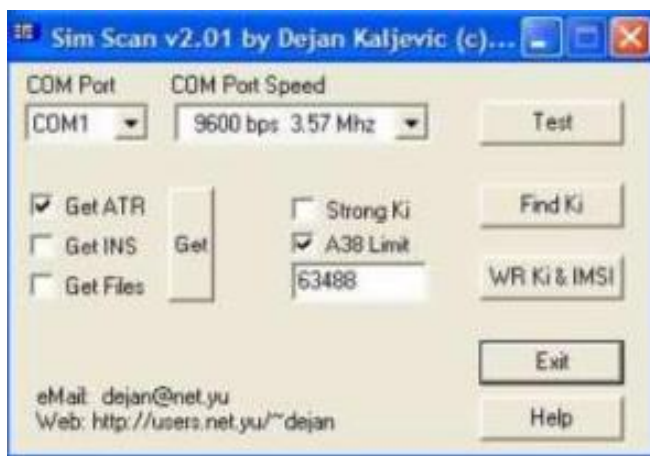 Sim Scan v2.01 by Dejan Kaljevic (c)...
COM Port COM Port Speed
COM1 9600 bps 3.57 Mhz Test
Get ATR Strong Ki Find Ki
Get INS Get A38 Limit
Get Files 63488 WR Ki & IMSI
Exit
eMail: dejan@net.yu
Web: http://users.net.yu/~dejan Help